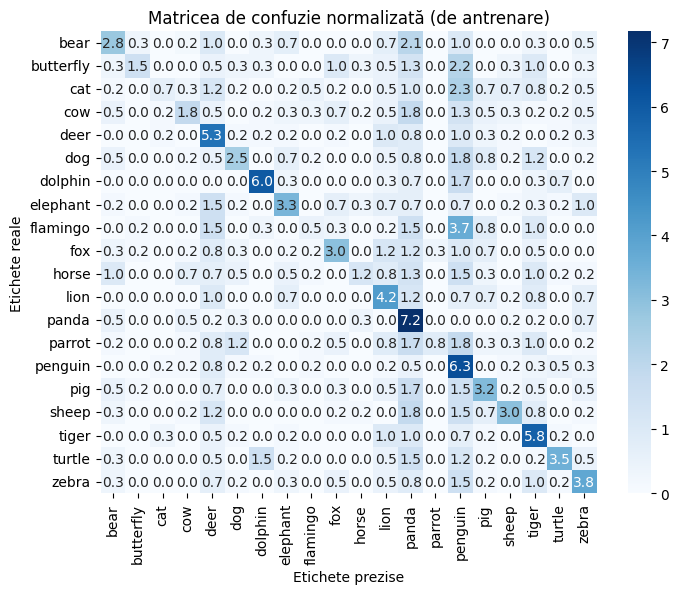 Matricea de confuzie normalizată (de antrenare)
bear 2.8 0.3 0.0 0.2 1.0 0.0 0.3 0.7 0.0 0.0 0.0 0.7 2.1 0.0 1.0 0.0 0.0 0.3 0.0 0.5
butterfly 0.3 1.5 0.0 0.0 0.5 0.3 0.3 0.0 0.0 1.0 0.3 0.5 1.3 0.0 2.2 0.0 0.3 1.0 0.0 0.3
cat 0.2 0.0 0.7 0.3 1.2 0.2 0.0 0.2 0.5 0.2 0.0 0.5 1.0 0.0 2.3 0.7 0.7 0.8 0.2 0.5
cow 0.5 0.0 0.2 1.8 0.5 0.0 0.2 0.3 0.3 0.7 0.2 0.5 1.8 0.0 1.3 0.5 0.3 0.2 0.2 0.5
deer 0.0 0.0 0.2 0.0 5.3 0.2 0.2 0.2 0.0 0.2 0.0 1.0 0.8 0.0 1.0 0.3 0.2 0.0 0.2 0.3
dog 0.5 0.0 0.0 0.2 0.5 2.5 0.0 0.7 0.2 0.0 0.0 0.5 0.8 0.0 1.8 0.8 0.2 1.2 0.0 0.2
dolphin 0.0 0.0 0.0 0.0 0.0 0.0 6.0 0.3 0.0 0.0 0.0 0.3 0.7 0.0 1.7 0.0 0.0 0.3 0.7 0.0
elephant 0.2 0.0 0.0 0.2 1.5 0.2 0.0 3.3 0.0 0.7 0.3 0.7 0.7 0.0 0.7 0.0 0.2 0.3 0.2 1.0
flamingo 0.0 0.2 0.0 0.0 1.5 0.0 0.3 0.0 0.5 0.3 0.0 0.2 1.5 0.0 3.7 0.8 0.0 1.0 0.0 0.0
fox 0.3 0.2 0.0 0.2 0.8 0.3 0.0 0.2 0.2 3.0 0.0 1.2 1.2 0.3 1.0 0.7 0.0 0.5 0.0 0.0
horse 1.0 0.0 0.0 0.7 0.7 0.5 0.0 0.5 0.2 0.0 1.2 0.8 1.3 0.0 1.5 0.3 0.0 1.0 0.2 0.2
lion 0.0 0.0 0.0 0.0 1.0 0.0 0.0 0.7 0.0 0.0 0.0 4.2 1.2 0.0 0.7 0.7 0.2 0.8 0.0 0.7
panda 0.5 0.0 0.0 0.5 0.2 0.3 0.0 0.0 0.0 0.0 0.3 0.0 7.2 0.0 0.0 0.0 0.2 0.2 0.0 0.7
parrot 0.2 0.0 0.0 0.2 0.8 1.2 0.0 0.0 0.2 0.5 0.0 0.8 1.7 0.8 1.8 0.3 0.3 1.0 0.0 0.2
penguin 0.0 0.0 0.2 0.2 0.8 0.2 0.2 0.0 0.2 0.0 0.0 0.2 0.5 0.0 6.3 0.2 0.0 0.3 0.5 0.3
pig 0.5 0.2 0.0 0.0 0.7 0.0 0.0 0.3 0.0 0.3 0.0 0.5 1.7 0.0 1.5 3.2 0.2 0.5 0.0 0.5
sheep 0.3 0.0 0.0 0.2 1.2 0.0 0.0 0.0 0.0 0.2 0.2 0.0 1.8 0.0 1.5 0.7 3.0 0.8 0.0 0.2
tiger 0.0 0.0 0.3 0.0 0.5 0.2 0.0 0.2 0.0 0.0 0.0 1.0 1.0 0.0 0.7 0.2 0.0 5.8 0.2 0.0
turtle 0.3 0.0 0.0 0.0 0.2 0.0 1.5 0.2 0.0 0.0 0.0 0.5 1.5 0.0 1.2 0.2 0.0 0.2 3.5 0.5
zebra 0.3 0.0 0.0 0.0 0.7 0.2 0.0 0.3 0.0 0.5 0.0 0.5 0.8 0.0 1.5 0.2 0.0 1.0 0.2 3.8
bear butterfly cat cow deer dog dolphin elephant flamingo fox horse lion panda parrot penguin pig sheep tiger turtle zebra
Etichete prezise
Etichete reale
7
6
5
4
3
2
1
0